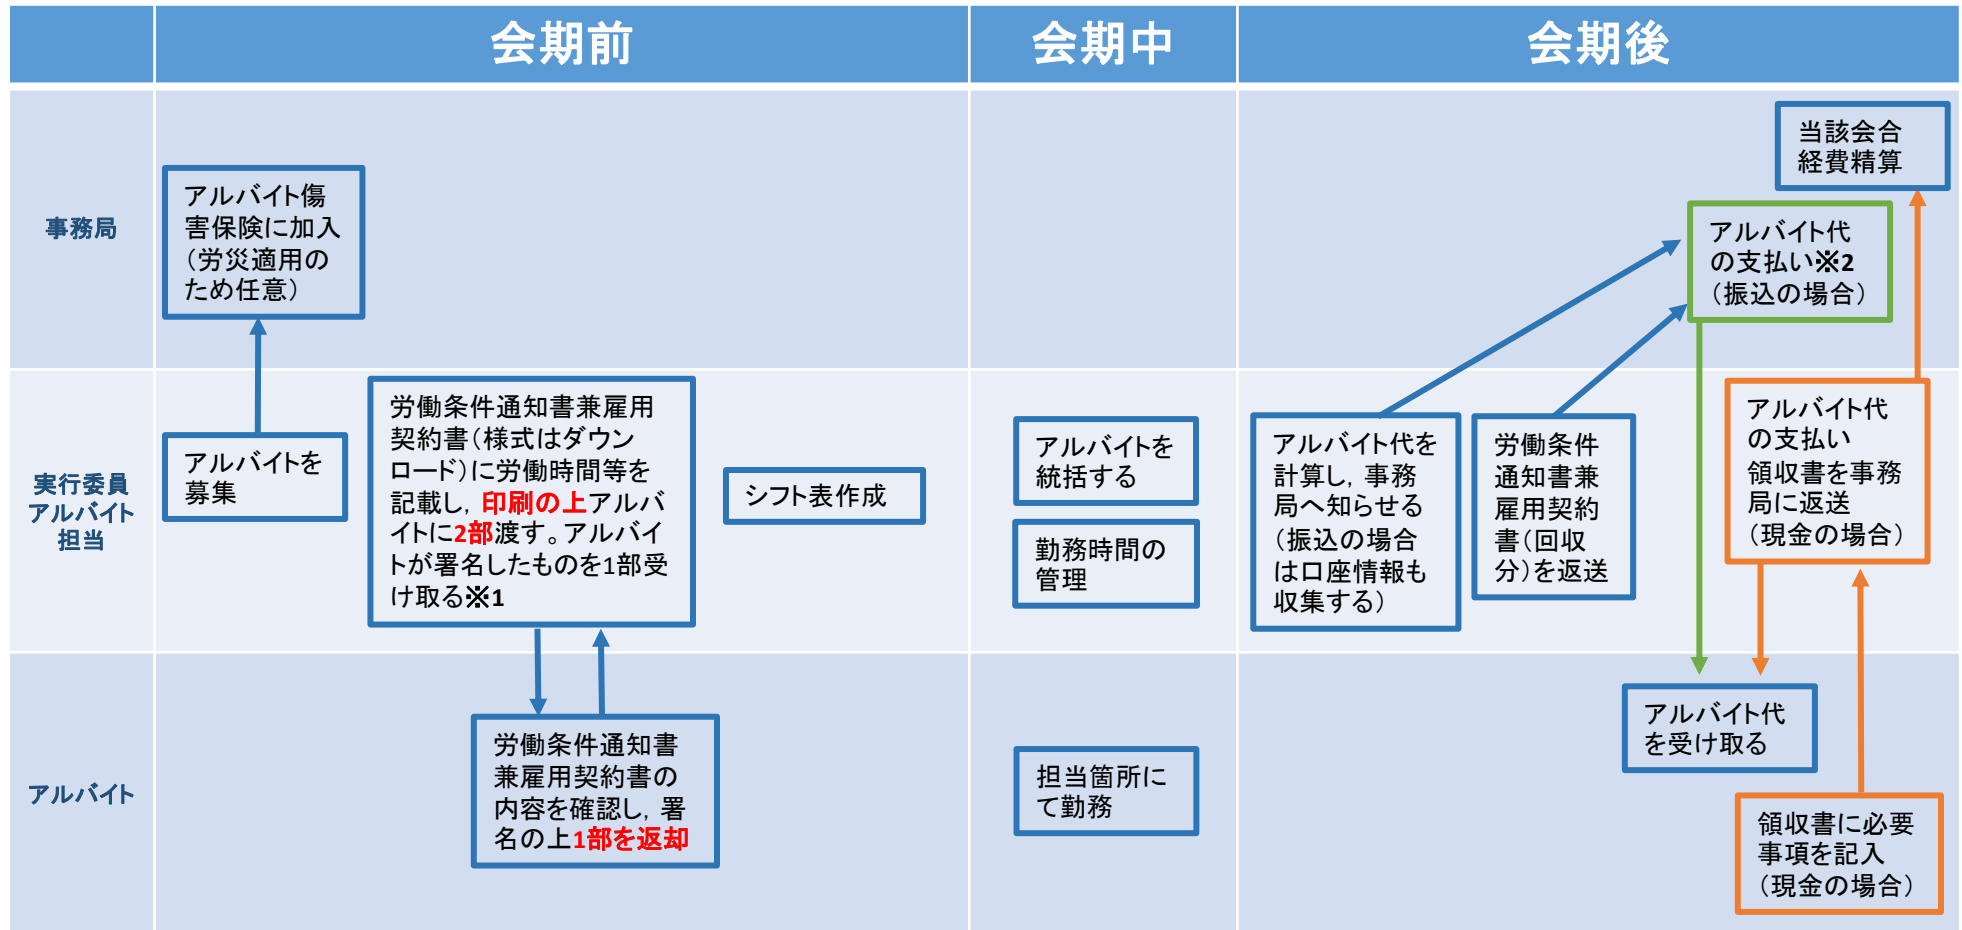 会期前
会期中
会期後
事務局
アルバイト傷
害保険に加入
（労災適用の
ため任意）
当該会合
経費精算
アルバイト代
の支払い※2
（振込の場合）
実行委員
アルバイト
担当
アルバイトを
募集
労働条件通知書兼雇用
契約書（様式はダウン
ロード）に労働時間等を
記載し，印刷の上アルバ
イトに2部渡す。アルバイ
トが署名したものを1部受
け取る※1
シフト表作成
アルバイトを
統括する
勤務時間の
管理
アルバイト代を
計算し，事務
局へ知らせる
（振込の場合
は口座情報も
収集する）
労働条件
通知書兼
雇用契約
書（回収
分）を返送
アルバイト代
の支払い
領収書を事務
局に返送
（現金の場合）
アルバイト
労働条件通知書
兼雇用契約書の
内容を確認し，署
名の上1部を返却
担当箇所に
て勤務
アルバイト代
を受け取る
領収書に必要
事項を記入
（現金の場合）